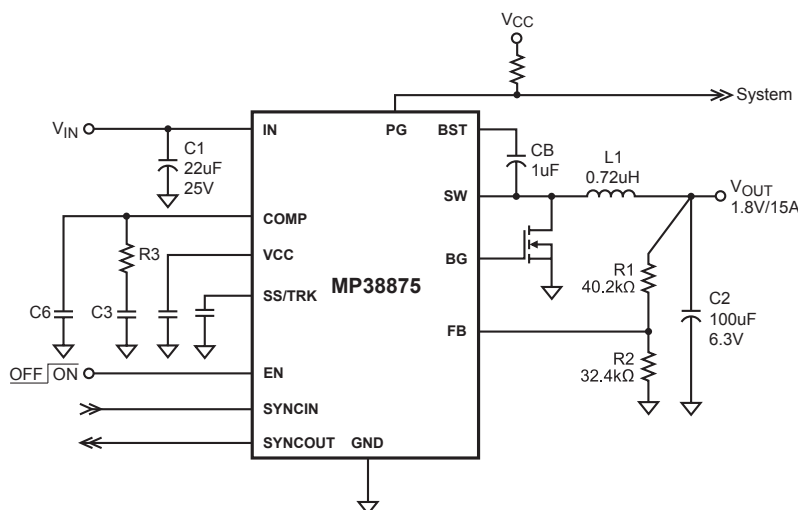 VCC
System
VIN
IN
PG
BST
C1
22uF
25V
CB
1uF
L1
0.72uH
SW
VOUT
1.8V/15A
COMP
R3
VCC
BG
MP38875
R1
40.2kΩ
SS/TRK
C6
C3
C2
100uF
6.3V
FB
R2
32.4kΩ
OFF ON
EN
SYNCIN
SYNCOUT
GND